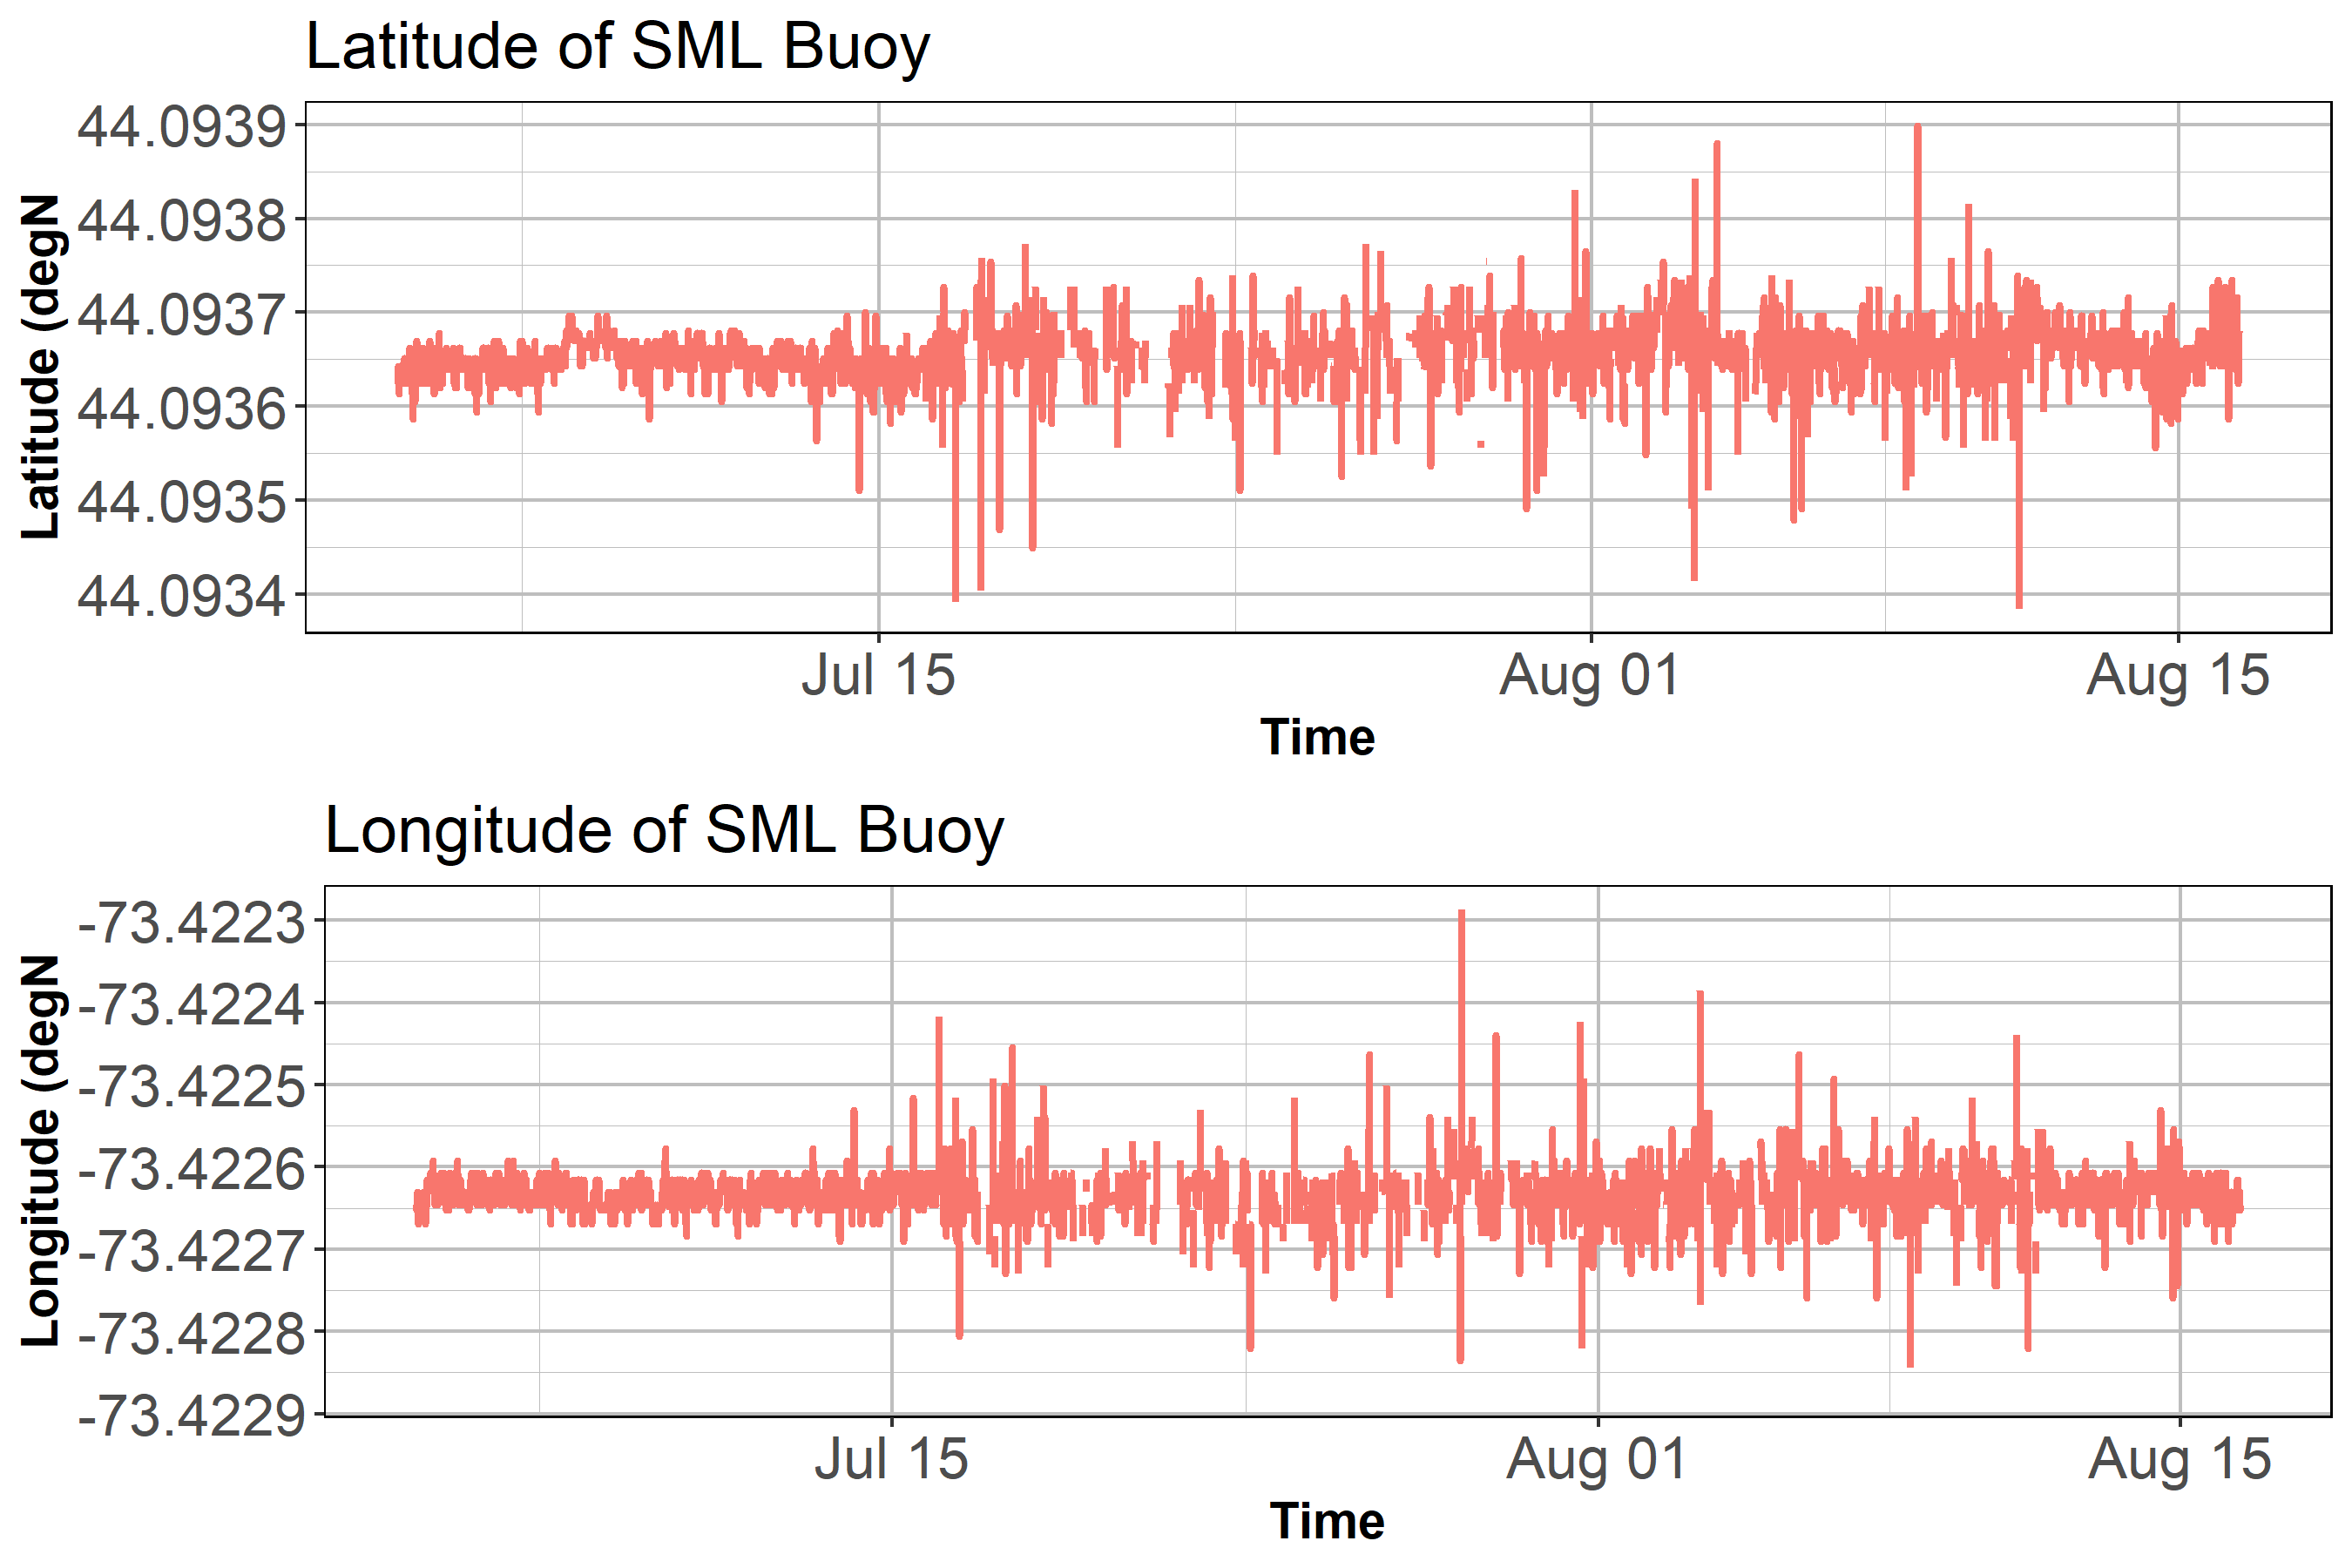 Latitude of SML Buoy
44.0939
44.0938
44.0937
44.0936
44.0935
44.0934
Latitude (degN
Jul 15 Aug 01 Aug 15
Time
Longitude of SML Buoy
-73.4223
-73.4224
-73.4225
-73.4226
-73.4227
-73.4228
-73.4229
Longitude (degN
Jul 15 Aug 01 Aug 15
Time